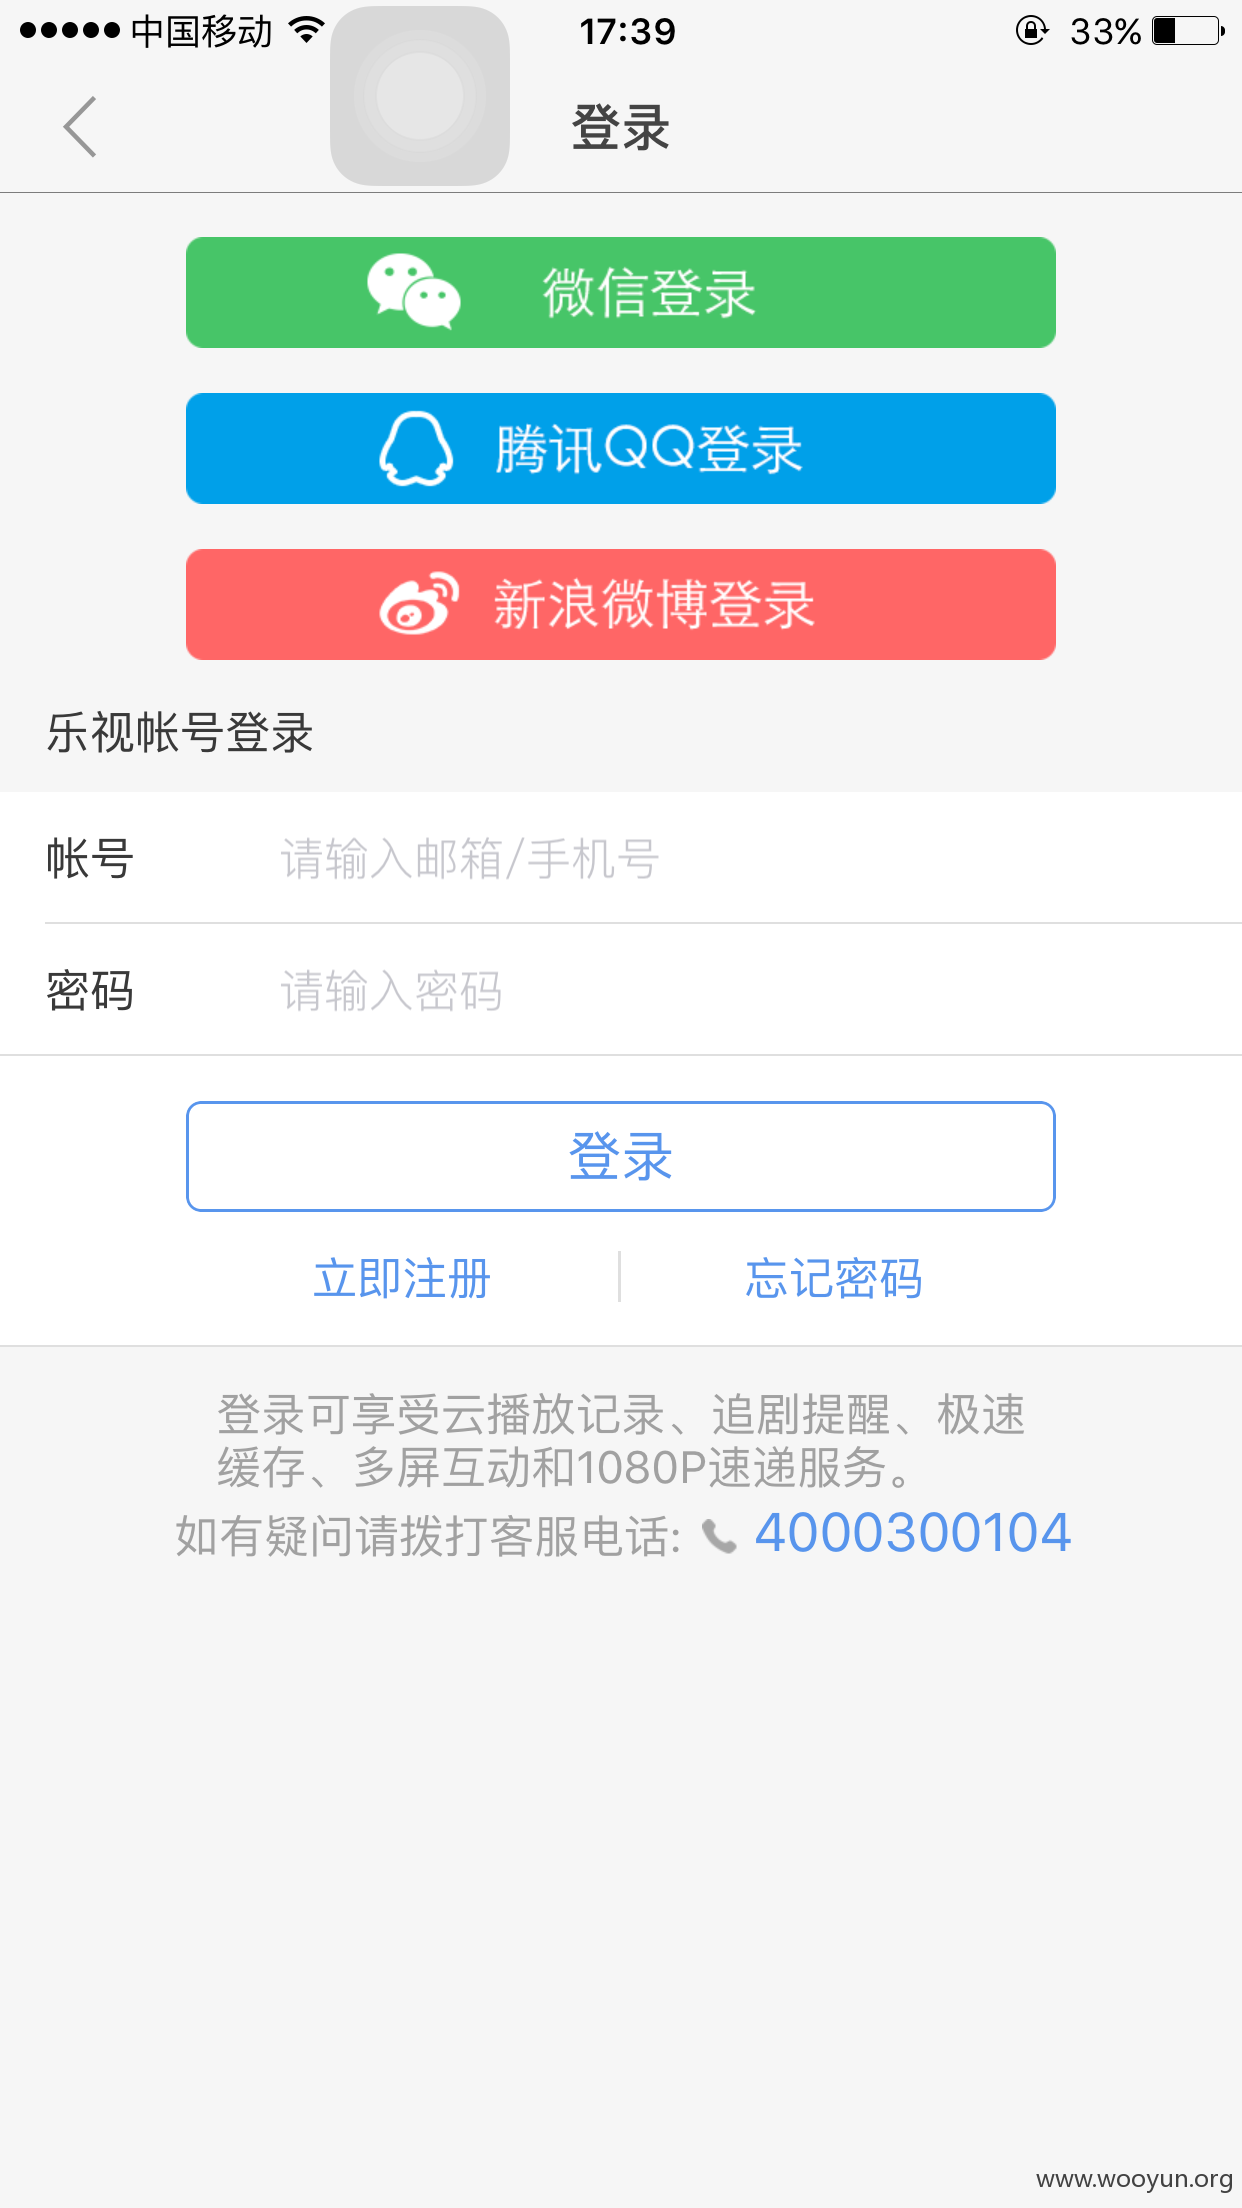 中国移动 17:39 33%
登录
微信登录
腾讯QQ登录
新浪微博登录
乐视帐号登录
帐号 请输入邮箱/手机号
密码 请输入密码
登录
立即注册 忘记密码
登录可享受云播放记录、追剧提醒、极速
缓存、多屏互动和1080P速递服务。
如有疑问请拨打客服电话: 4000300104
www.wooyun.org